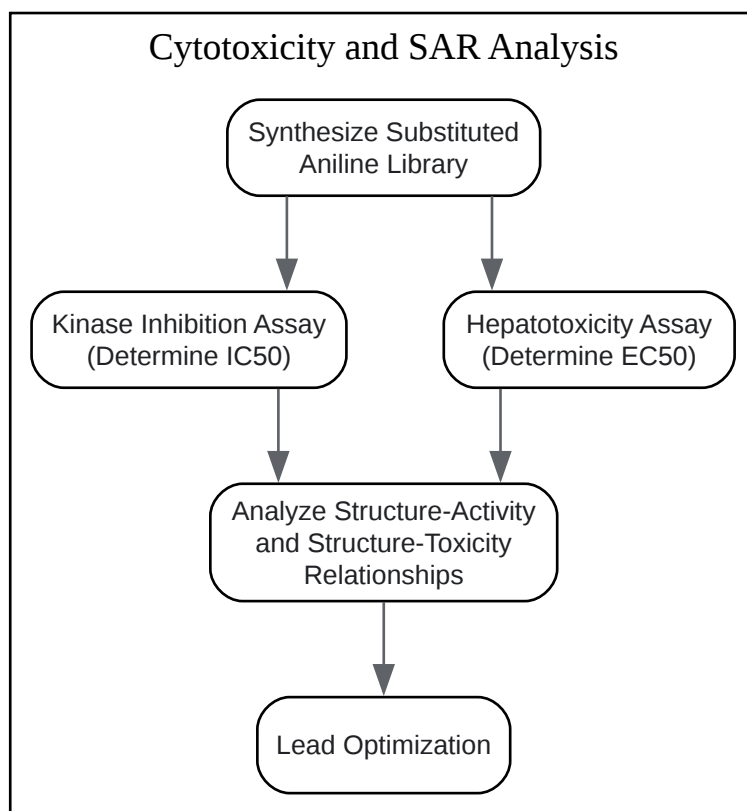 Cytotoxicity and SAR Analysis
Synthesize Substituted
Aniline Library
Kinase Inhibition Assay
(Determine IC50)
Hepatotoxicity Assay
(Determine EC50)
Analyze Structure-Activity
and Structure-Toxicity
Relationships
Lead Optimization